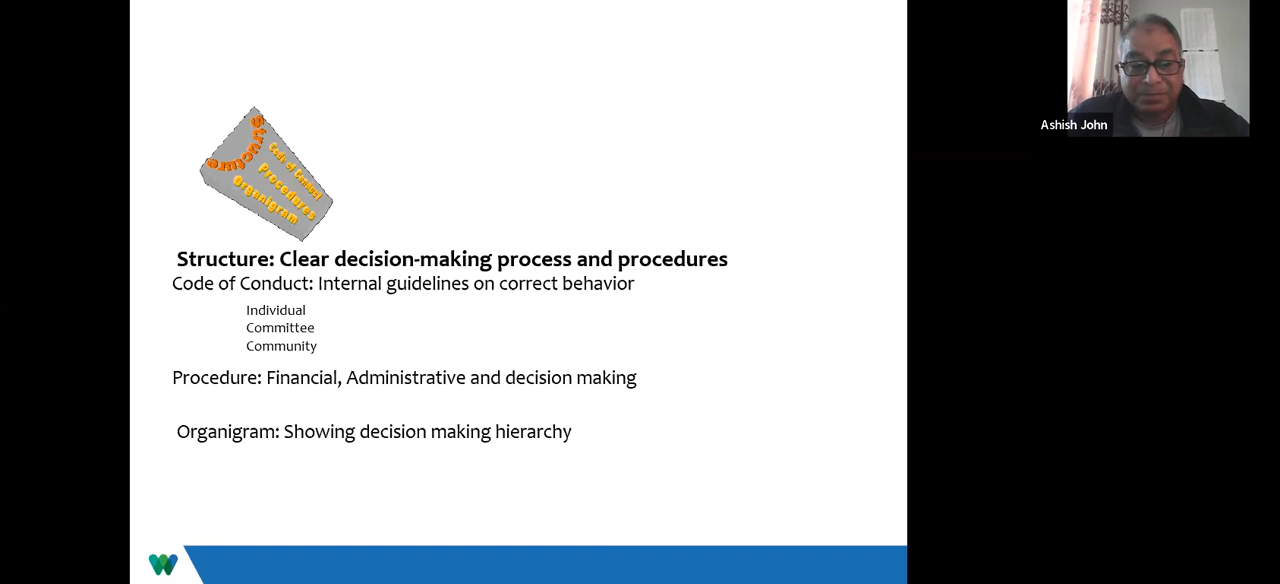 Ashish John
Structure
Code of Conduct
Procedures
Organigram
Structure: Clear decision-making process and procedures
Code of Conduct: Internal guidelines on correct behavior
Individual
Committee
Community
Procedure: Financial, Administrative and decision making
Organigram: Showing decision making hierarchy